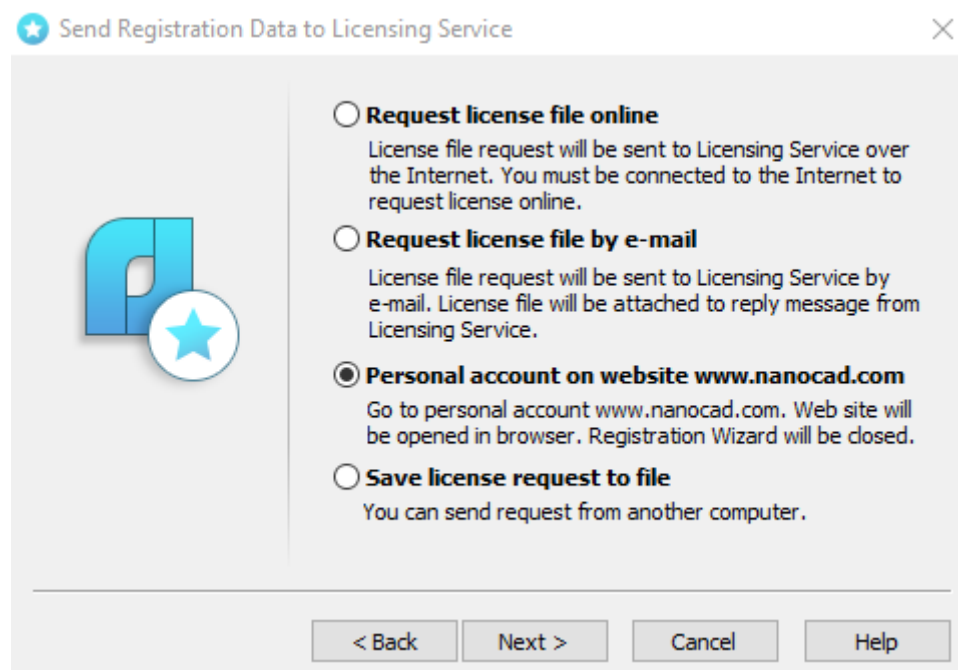 Send Registration Data to Licensing Service
Request license file online
License file request will be sent to Licensing Service over
the Internet. You must be connected to the Internet to
request license online.
Request license file by e-mail
License file request will be sent to Licensing Service by
e-mail. License file will be attached to reply message from
Licensing Service.
Personal account on website www.nanocad.com
Go to personal account www.nanocad.com. Web site will
be opened in browser. Registration Wizard will be closed.
Save license request to file
You can send request from another computer.
< Back Next > Cancel Help